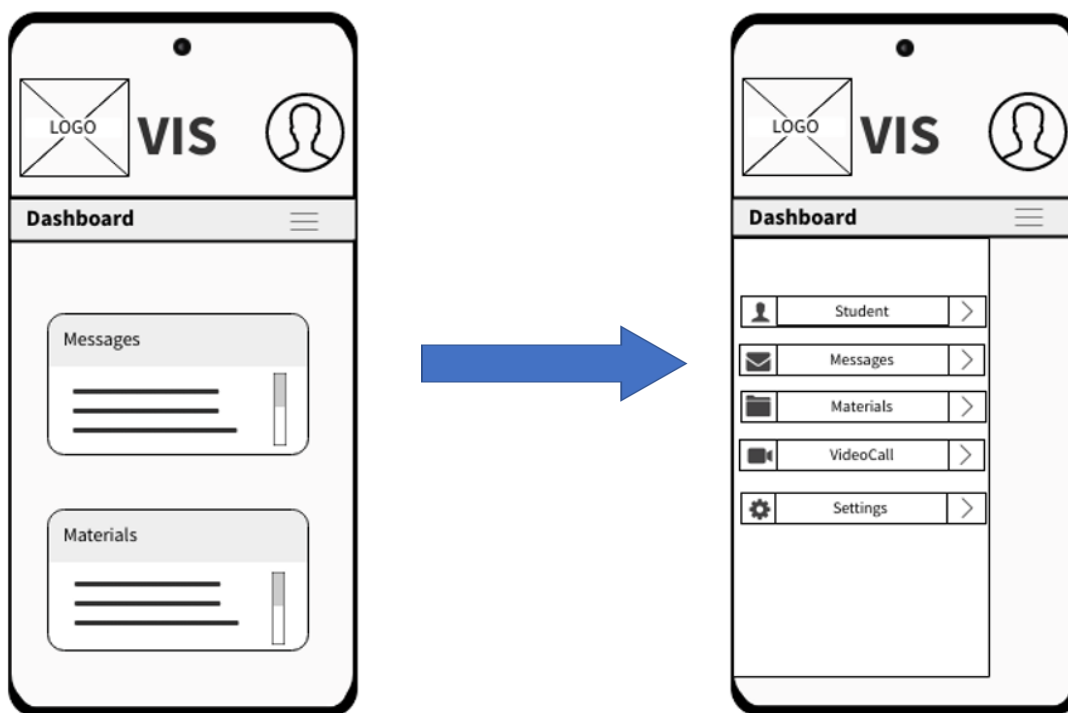 LOGO VIS
Dashboard
Messages
Materials
LOGO VIS
Dashboard
Student
Messages
Materials
VideoCall
Settings